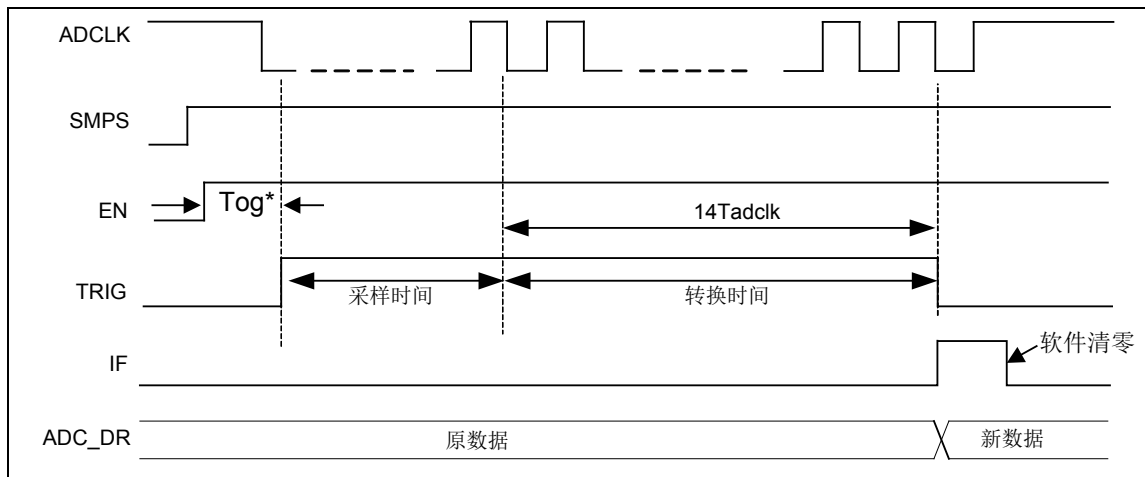 ADCLK
SMPS
EN
Tog*
14Tadclk
TRIG
采样时间
转换时间
IF
软件清零
ADC_DR
原数据
新数据